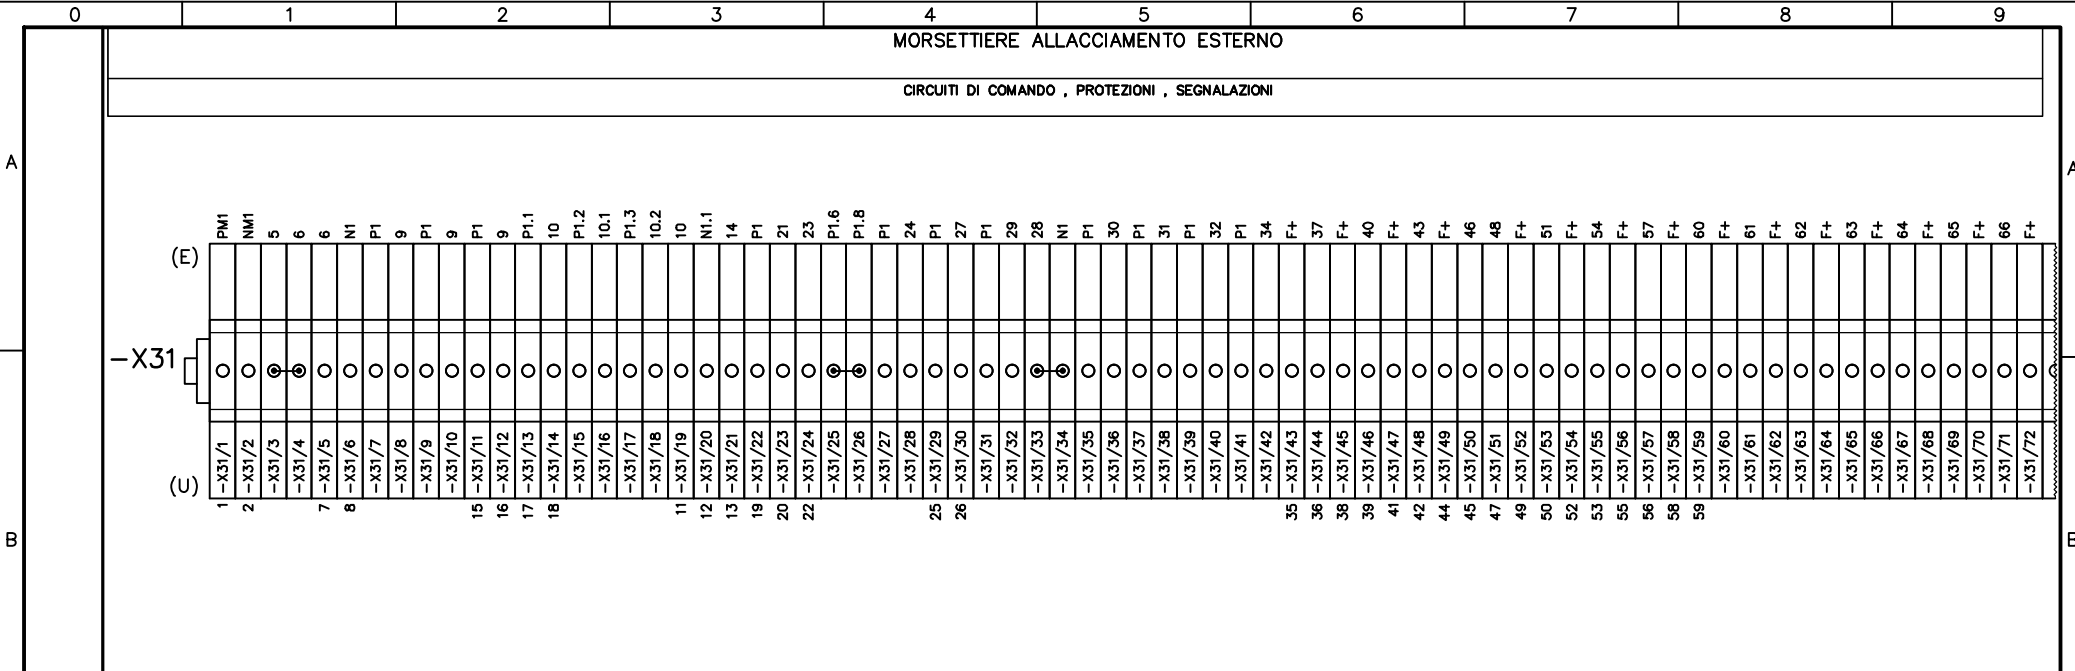 0 1 2 3 4 5 6 7 8 9
MORSETTIERE ALLACCIAMENTO ESTERNO
CIRCUITI DI COMANDO , PROTEZIONI , SEGNALAZIONI
A A
PM1 NM1 5 6 6 N1 P1 9 P1 9 P1 9 P1.1 10 P1.2 10.1 P1.3 10.2 10 N1.1 14 P1 21 23 P1.6 P1.8 P1 24 P1 27 P1 29 28 N1 P1 30 P1 31 P1 32 P1 34 F+ 37 F+ 40 F+ 43 F+ 46 48 F+ 51 F+ 54 F+ 57 F+ 60 F+ 61 F+ 62 F+ 63 F+ 64 F+ 65 F+ 66 F+
(E)
-X31
-X31/1 -X31/2 -X31/3 -X31/4 -X31/5 -X31/6 -X31/7 -X31/8 -X31/9 -X31/10 -X31/11 -X31/12 -X31/13 -X31/14 -X31/15 -X31/16 -X31/17 -X31/18 -X31/19 -X31/20 -X31/21 -X31/22 -X31/23 -X31/24 -X31/25 -X31/26 -X31/27 -X31/28 -X31/29 -X31/30 -X31/31 -X31/32 -X31/33 -X31/34 -X31/35 -X31/36 -X31/37 -X31/38 -X31/39 -X31/40 -X31/41 -X31/42 -X31/43 -X31/44 -X31/45 -X31/46 -X31/47 -X31/48 -X31/49 -X31/50 -X31/51 -X31/52 -X31/53 -X31/54 -X31/55 -X31/56 -X31/57 -X31/58 -X31/59 -X31/60 -X31/61 -X31/62 -X31/63 -X31/64 -X31/65 -X31/66 -X31/67 -X31/68 -X31/69 -X31/70 -X31/71 -X31/72
(U)
1 2 7 8 15 16 17 18 11 12 13 19 20 22 25 26 35 36 38 39 41 42 44 45 47 49 50 52 53 55 56 58 59
B B